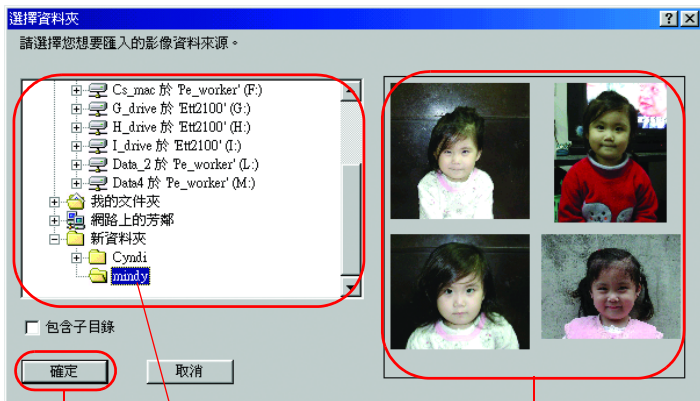 選擇資料夾
請選擇您想要匯入的影像資料來源。
Cs_mac 於 'Pe_worker' (F:)
G_drive 於 'Ett2100' (G:)
H_drive 於 'Ett2100' (H:)
I_drive 於 'Ett2100' (I:)
Data_2 於 'Pe_worker' (L:)
Data4 於 'Pe_worker' (M:)
我的文件夾
網路上的芳鄰
新資料夾
Cyndi
mindy
包含子目錄
確定 取消